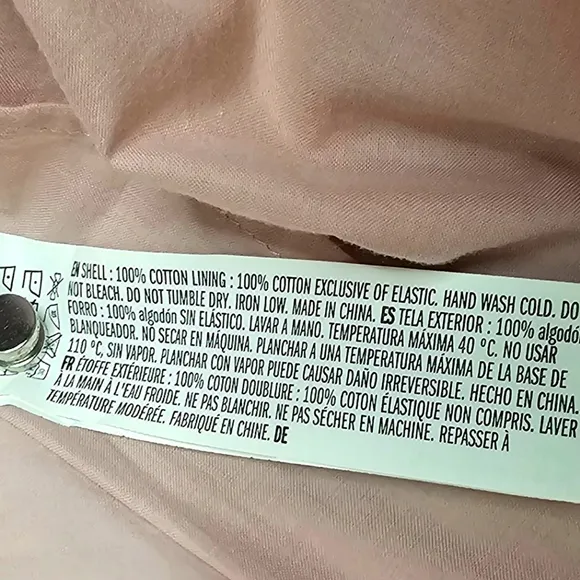 EN SHELL : 100% COTTON LINING : 100% COTTON EXCLUSIVE OF ELASTIC. HAND WASH COLD. DO
NOT BLEACH. DO NOT TUMBLE DRY. IRON LOW. MADE IN CHINA. ES TELA EXTERIOR : 100% algodón
FORRO : 100% algodón SIN ELÁSTICO. LAVAR A MANO. TEMPERATURA MÁXIMA 40 ºC. NO USAR
BLANQUEADOR. NO SECAR EN MÁQUINA. PLANCHAR A UNA TEMPERATURA MÁXIMA DE LA BASE DE
110 ºC, SIN VAPOR. PLANCHAR CON VAPOR PUEDE CAUSAR DAÑO IRREVERSIBLE. HECHO EN CHINA.
FR ÉTOFFE EXTÉRIEURE : 100% COTON DOUBLURE : 100% COTON ÉLASTIQUE NON COMPRIS. LAVER
À LA MAIN À L'EAU FROIDE. NE PAS BLANCHIR. NE PAS SÉCHER EN MACHINE. REPASSER À
TEMPÉRATURE MODÉRÉE. FABRIQUÉ EN CHINE. DE